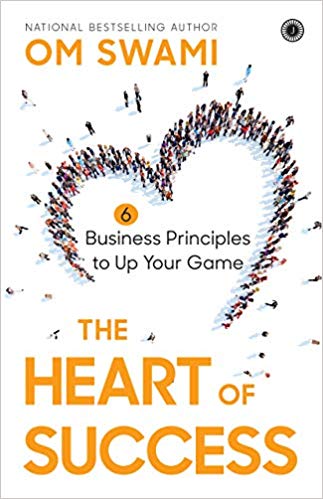 NATIONAL BESTSELLING AUTHOR
OM SWAMI
J
6
Business Principles
to Up Your Game
THE
HEART OF
SUCCESS